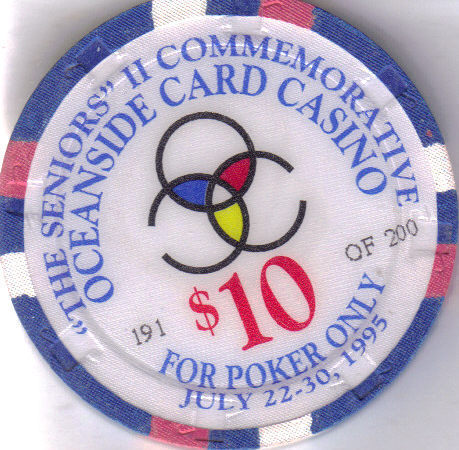 "THE SENIORS" II COMMEMORATIVE
OCEANSIDE CARD CASINO
$10
191 OF 200
FOR POKER ONLY
JULY 22-30, 1995